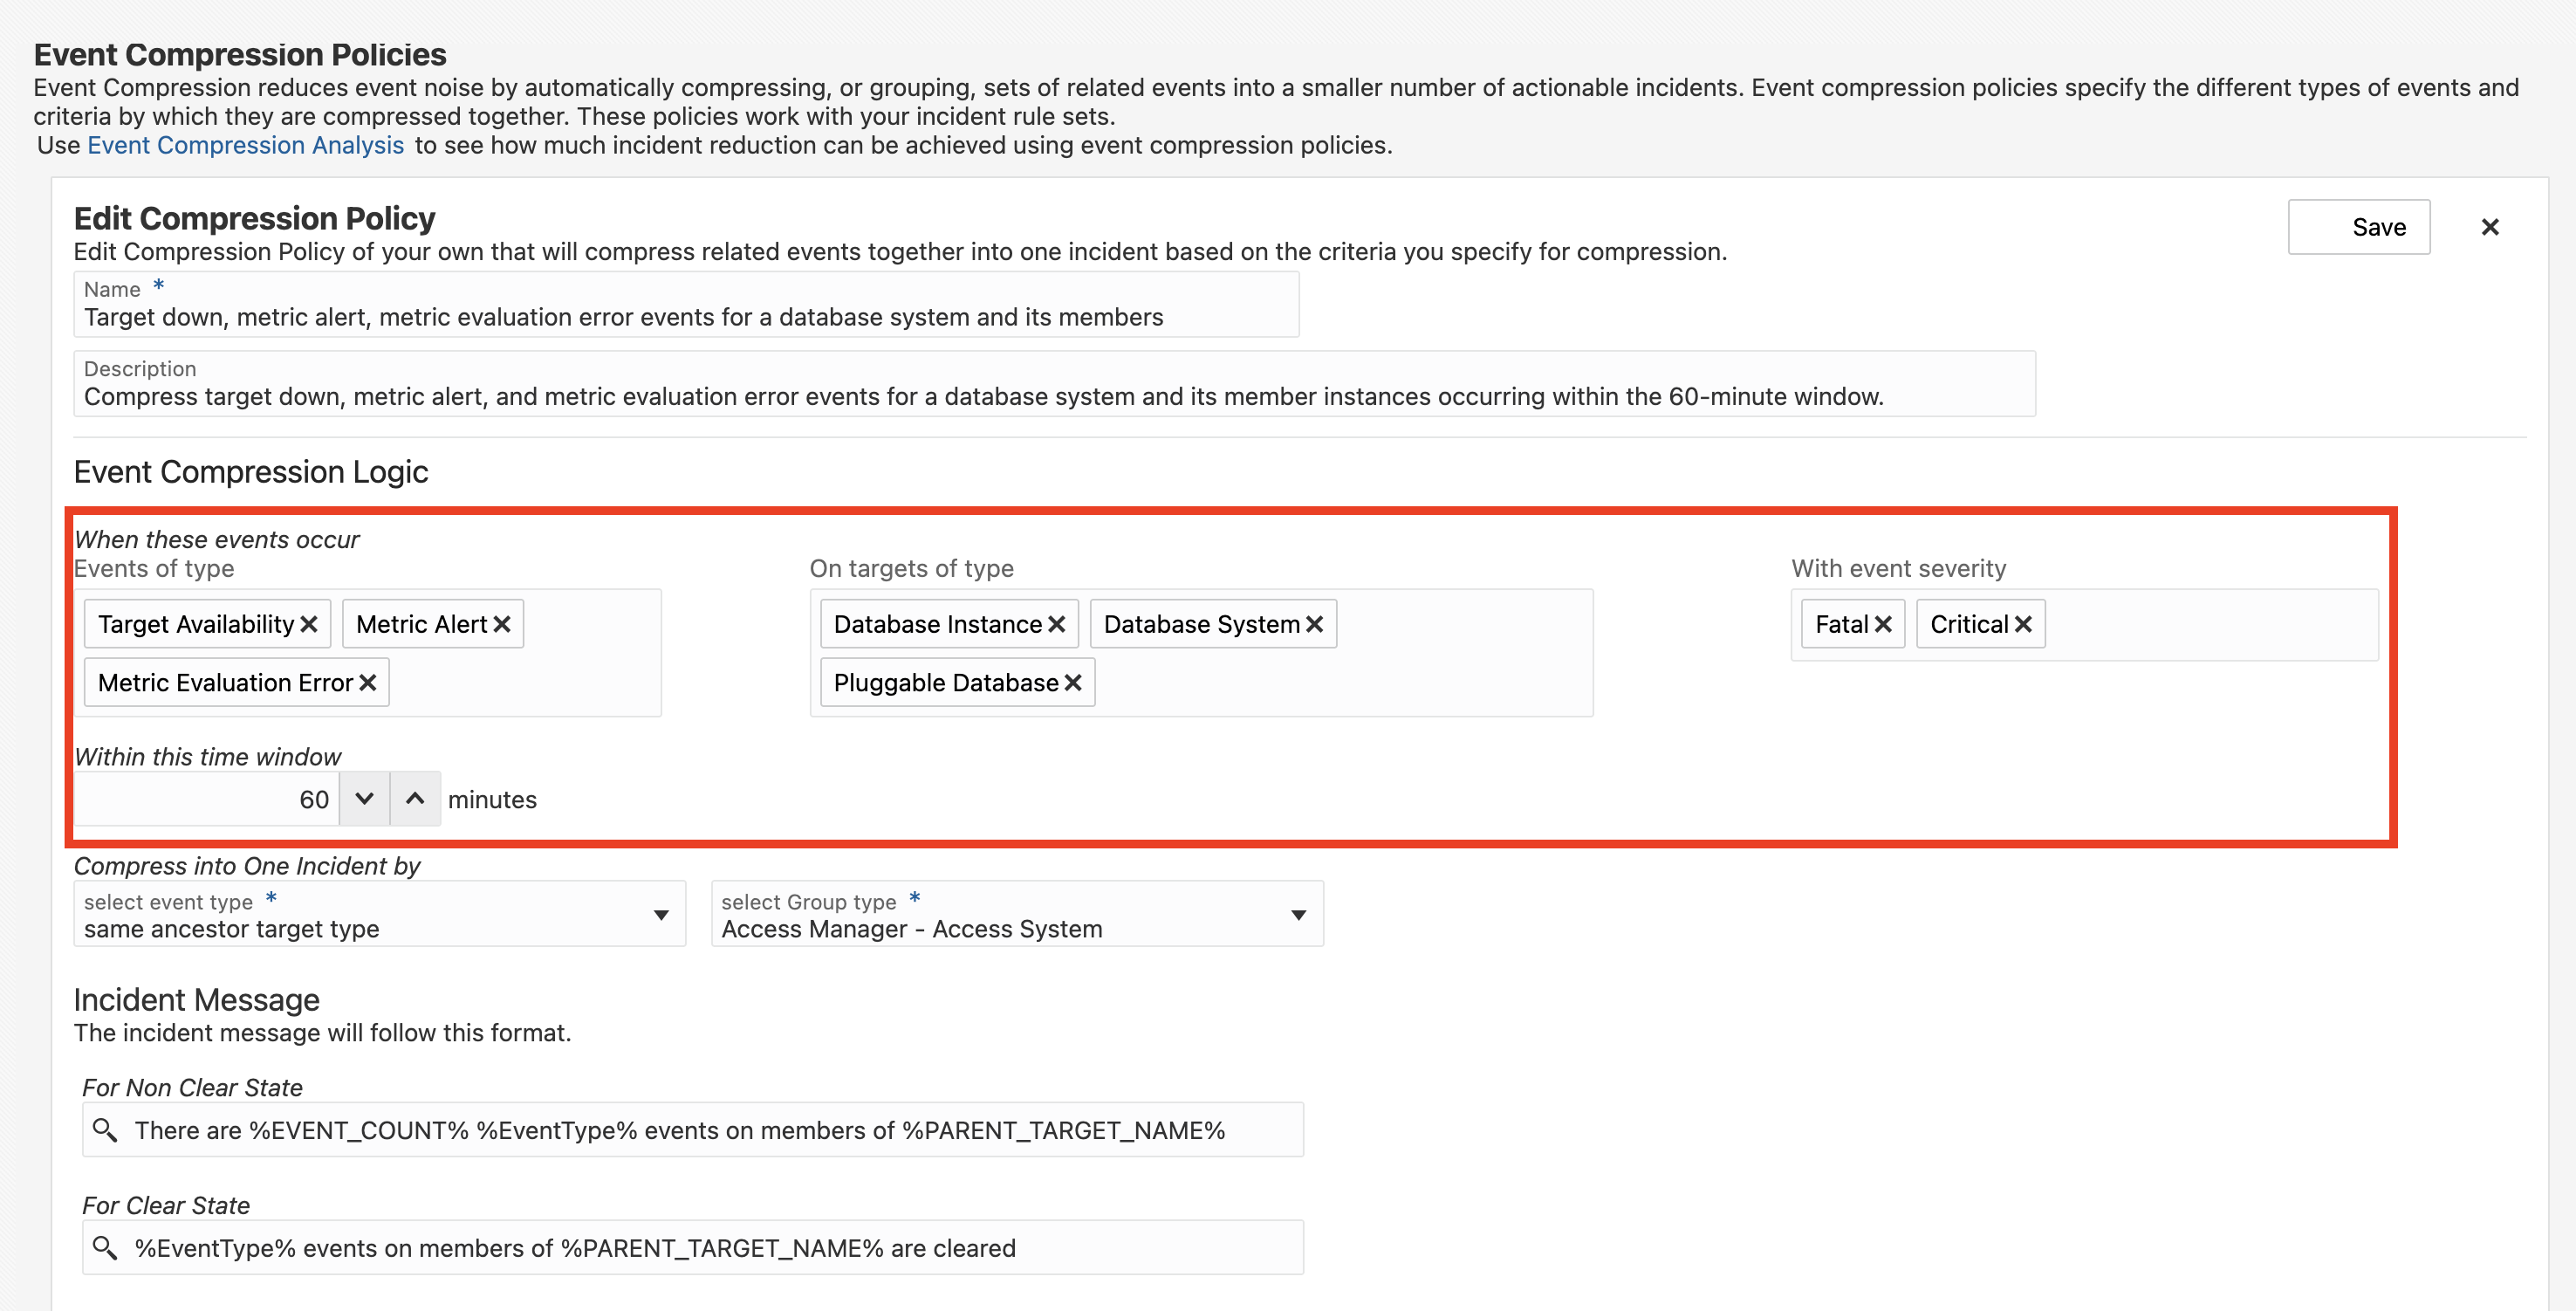 Event Compression Policies
Event Compression reduces event noise by automatically compressing, or grouping, sets of related events into a smaller number of actionable incidents. Event compression policies specify the different types of events and
criteria by which they are compressed together. These policies work with your incident rule sets.
Use Event Compression Analysis to see how much incident reduction can be achieved using event compression policies.
Edit Compression Policy
Save
Edit Compression Policy of your own that will compress related events together into one incident based on the criteria you specify for compression.
Name *
Target down, metric alert, metric evaluation error events for a database system and its members
Description
Compress target down, metric alert, and metric evaluation error events for a database system and its member instances occurring within the 60-minute window.
Event Compression Logic
When these events occur
Events of type On targets of type With event severity
Target Availability Metric Alert Database Instance Database System Fatal Critical
Metric Evaluation Error Pluggable Database
Within this time window
60 minutes
Compress into One Incident by
select event type * select Group type *
same ancestor target type Access Manager - Access System
Incident Message
The incident message will follow this format.
For Non Clear State
There are %EVENT_COUNT% %EventType% events on members of %PARENT_TARGET_NAME%
For Clear State
%EventType% events on members of %PARENT_TARGET_NAME% are cleared